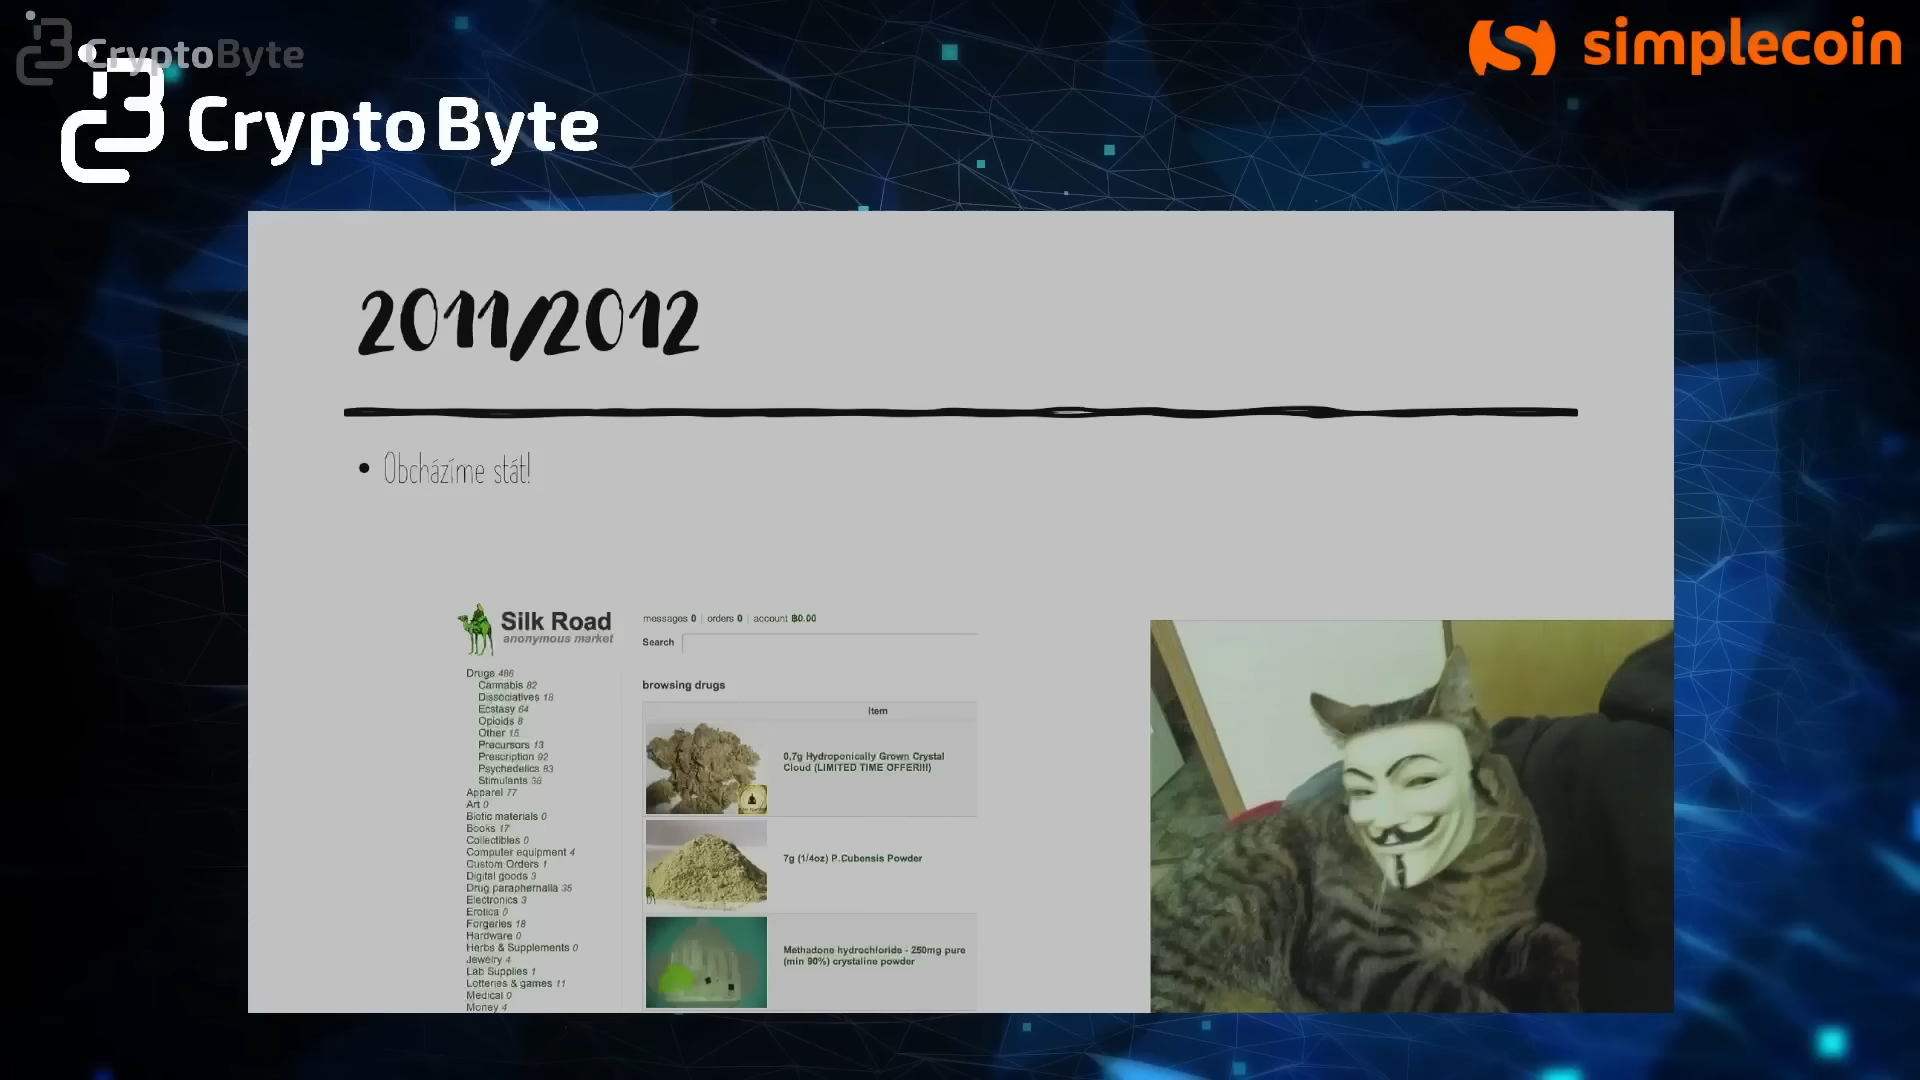 CryptoByte
CryptoByte
simplecoin
2011/2012
• Obcházíme stát!
Silk Road
anonymous market
messages 0 | orders 0 | account ฿0.00
Search
Drugs 486
Cannabis 82
Dissociatives 18
Ecstasy 64
Opioids 8
Other 15
Precursors 13
Prescription 92
Psychedelics 83
Stimulants 38
Apparel 77
Art 0
Biotic materials 0
Books 17
Collectibles 0
Computer equipment 4
Custom Orders 1
Digital goods 3
Drug paraphernalia 35
Electronics 3
Erotica 0
Forgeries 18
Hardware 0
Herbs & Supplements 0
Jewelry 4
Lab Supplies 1
Lotteries & games 11
Medical 0
Money 4
browsing drugs
Item
0,7g Hydroponically Grown Crystal
Cloud (LIMITED TIME OFFER!!!)
7g (1/4oz) P.Cubensis Powder
Methadone hydrochloride - 250mg pure
(min 90%) crystaline powder